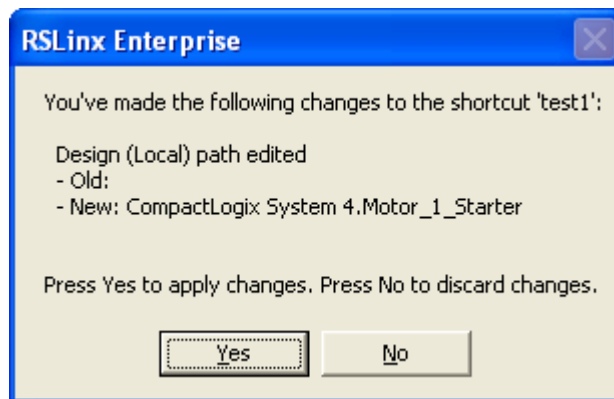 RSLinx Enterprise
You've made the following changes to the shortcut 'test1':
Design (Local) path edited
- Old:
- New: CompactLogix System 4.Motor_1_Starter
Press Yes to apply changes. Press No to discard changes.
Yes
No